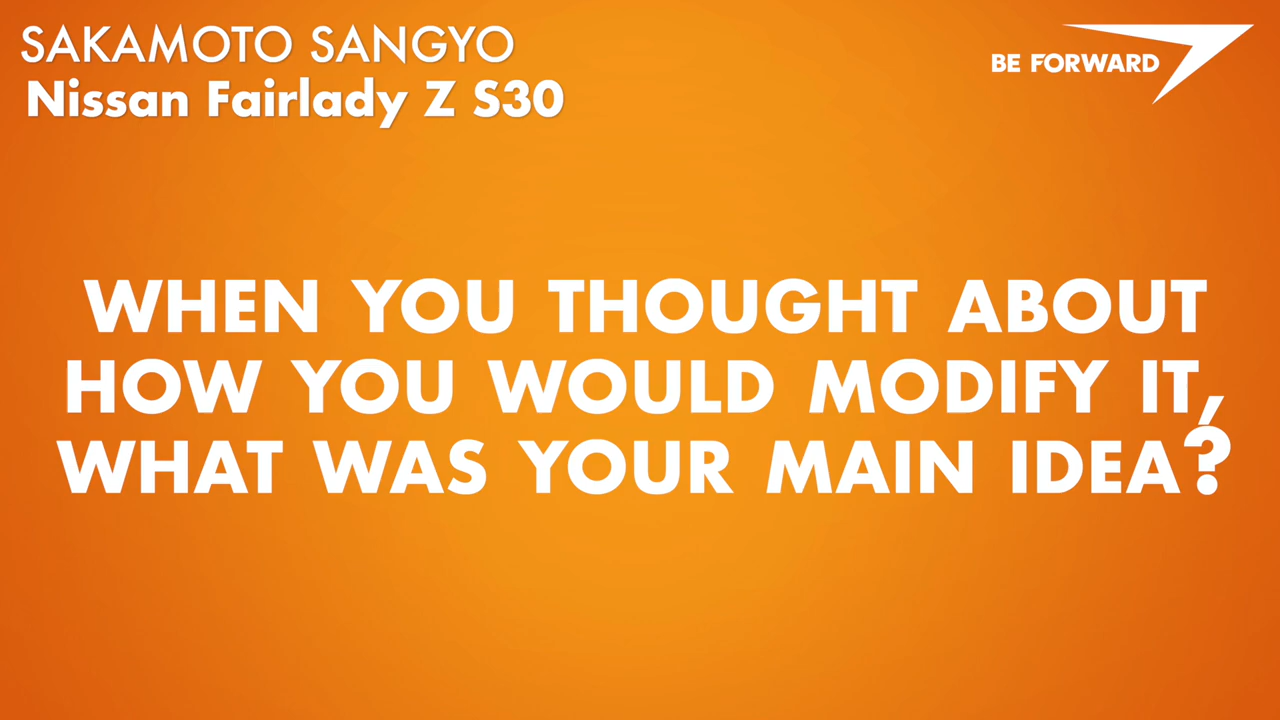 SAKAMOTO SANGYO
Nissan Fairlady Z S30
BE FORWARD
WHEN YOU THOUGHT ABOUT
HOW YOU WOULD MODIFY IT,
WHAT WAS YOUR MAIN IDEA?